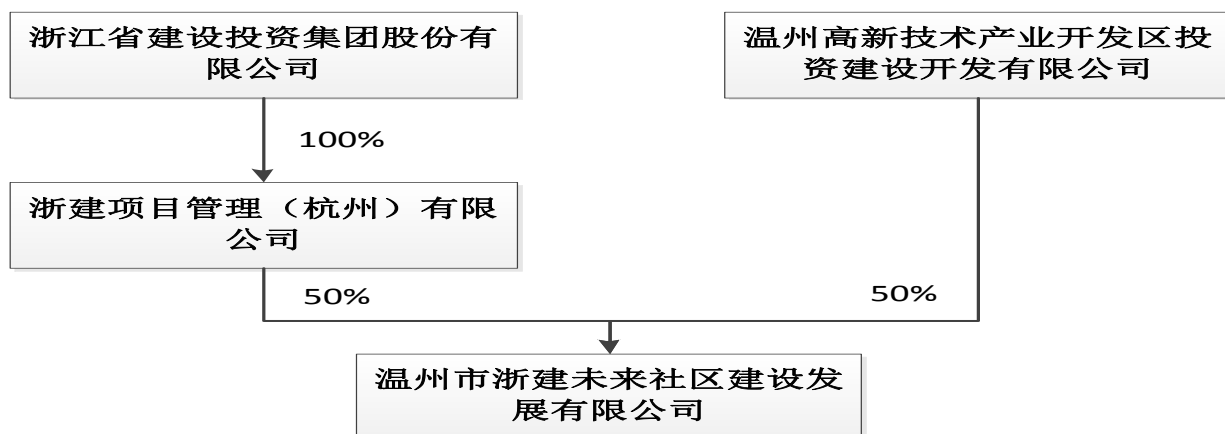 浙江省建设投资集团股份有
限公司
温州高新技术产业开发区投
资建设开发有限公司
100%
浙建项目管理（杭州）有限
公司
50%
50%
温州市浙建未来社区建设发
展有限公司